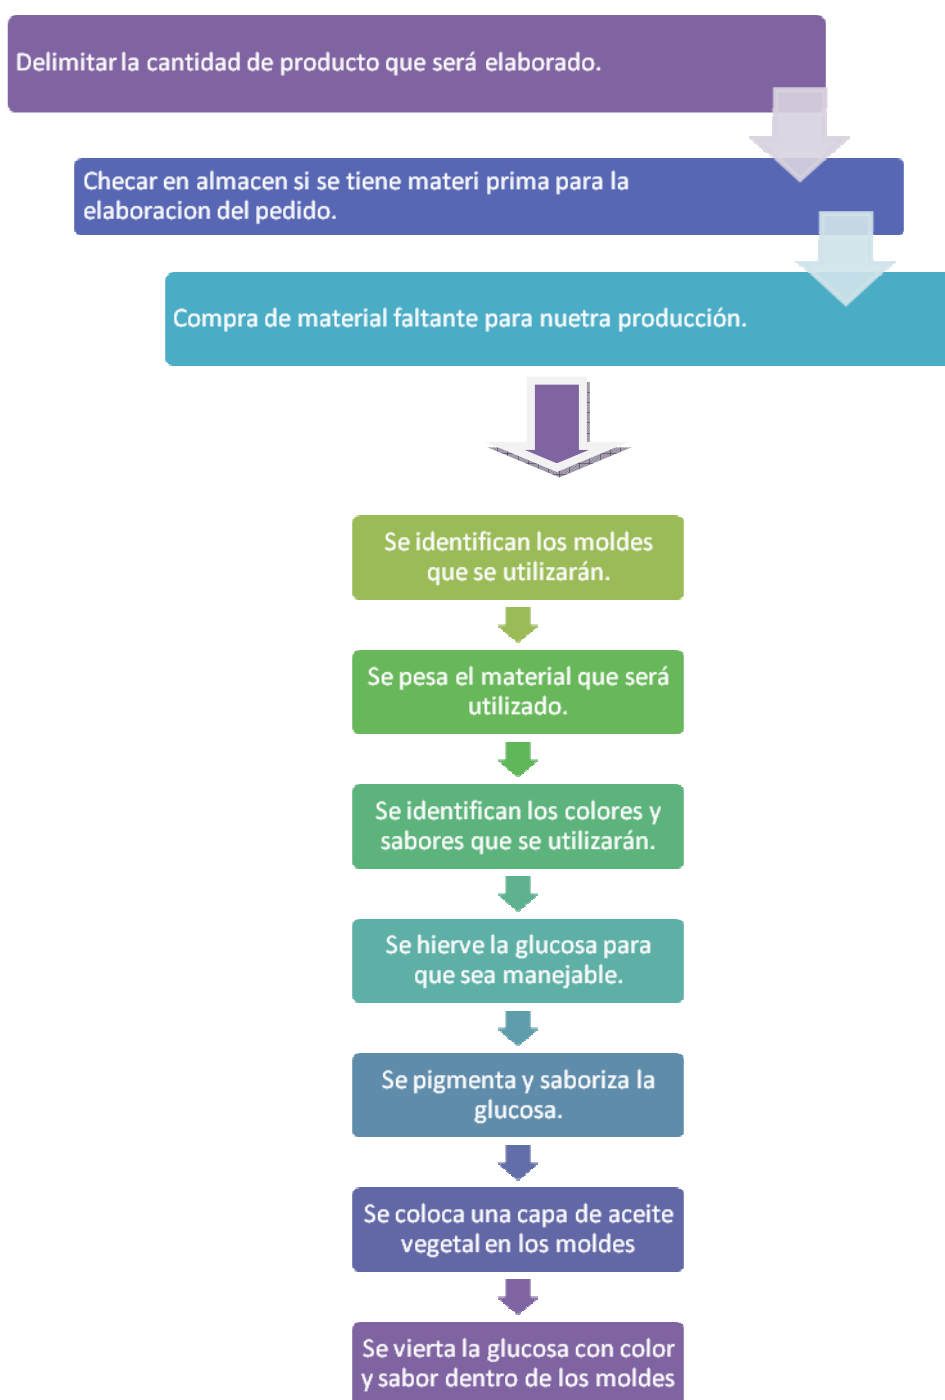 Delimitar la cantidad de producto que será elaborado.
Checar en almacen si se tiene materi prima para la
elaboracion del pedido.
Compra de material faltante para nuetra producción.
Se identifican los moldes
que se utilizarán.
Se pesa el material que será
utilizado.
Se identifican los colores y
sabores que se utilizarán.
Se hierve la glucosa para
que sea manejable.
Se pigmenta y saboriza la
glucosa.
Se coloca una capa de aceite
vegetal en los moldes
Se vierta la glucosa con color
y sabor dentro de los moldes